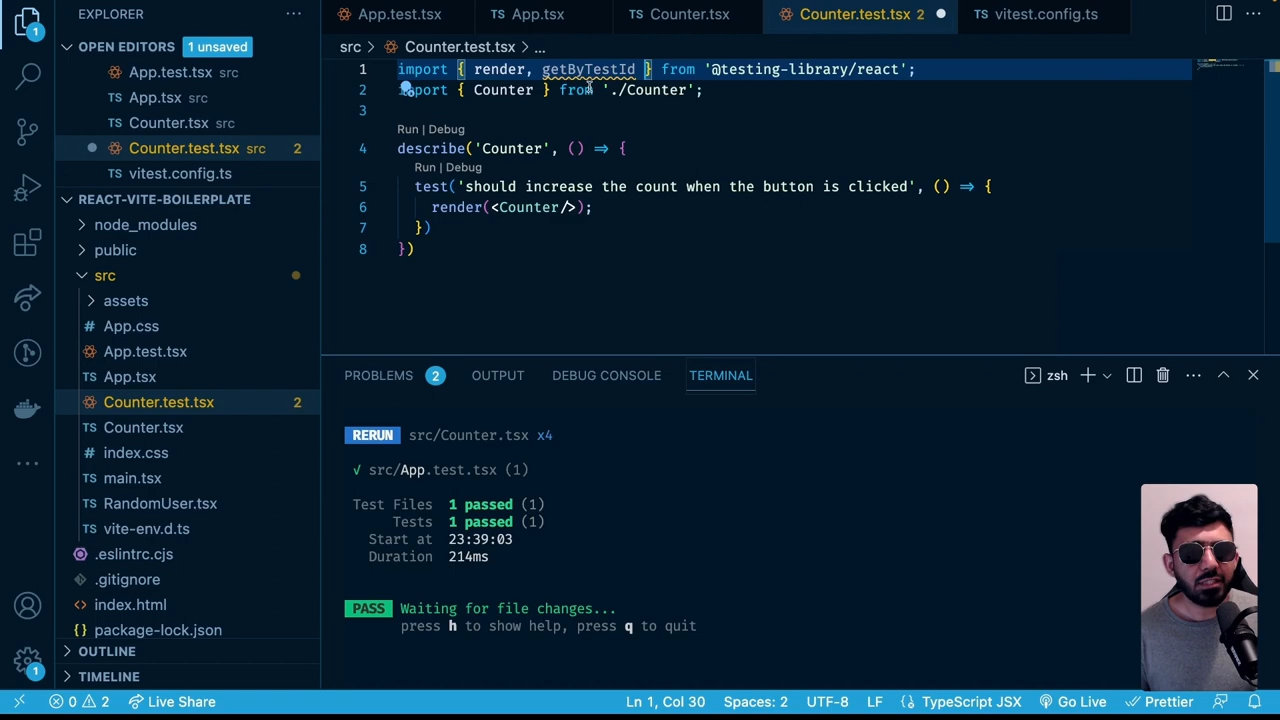 EXPLORER
OPEN EDITORS 1 unsaved
App.test.tsx src
App.tsx src
Counter.tsx src
Counter.test.tsx src 2
vitest.config.ts
REACT-VITE-BOILERPLATE
node_modules
public
src
assets
App.css
App.test.tsx
App.tsx
Counter.test.tsx 2
Counter.tsx
index.css
main.tsx
RandomUser.tsx
vite-env.d.ts
.eslintrc.cjs
.gitignore
index.html
package-lock.json
OUTLINE
TIMELINE
1
1
App.test.tsx
App.tsx
Counter.tsx
Counter.test.tsx 2
vitest.config.ts
src > Counter.test.tsx > ...
1 import { render, getByTestId } from '@testing-library/react';
2 import { Counter } from './Counter';
3
Run | Debug
4 describe('Counter', () => {
Run | Debug
5 test('should increase the count when the button is clicked', () => {
6 render(<Counter/>);
7 })
8 })
PROBLEMS 2 OUTPUT DEBUG CONSOLE TERMINAL
zsh
RERUN src/Counter.tsx x4
✓ src/App.test.tsx (1)
Test Files 1 passed (1)
Tests 1 passed (1)
Start at 23:39:03
Duration 214ms
PASS Waiting for file changes...
press h to show help, press q to quit
0 2 Live Share
Ln 1, Col 30 Spaces: 2 UTF-8 LF TypeScript JSX Go Live Prettier